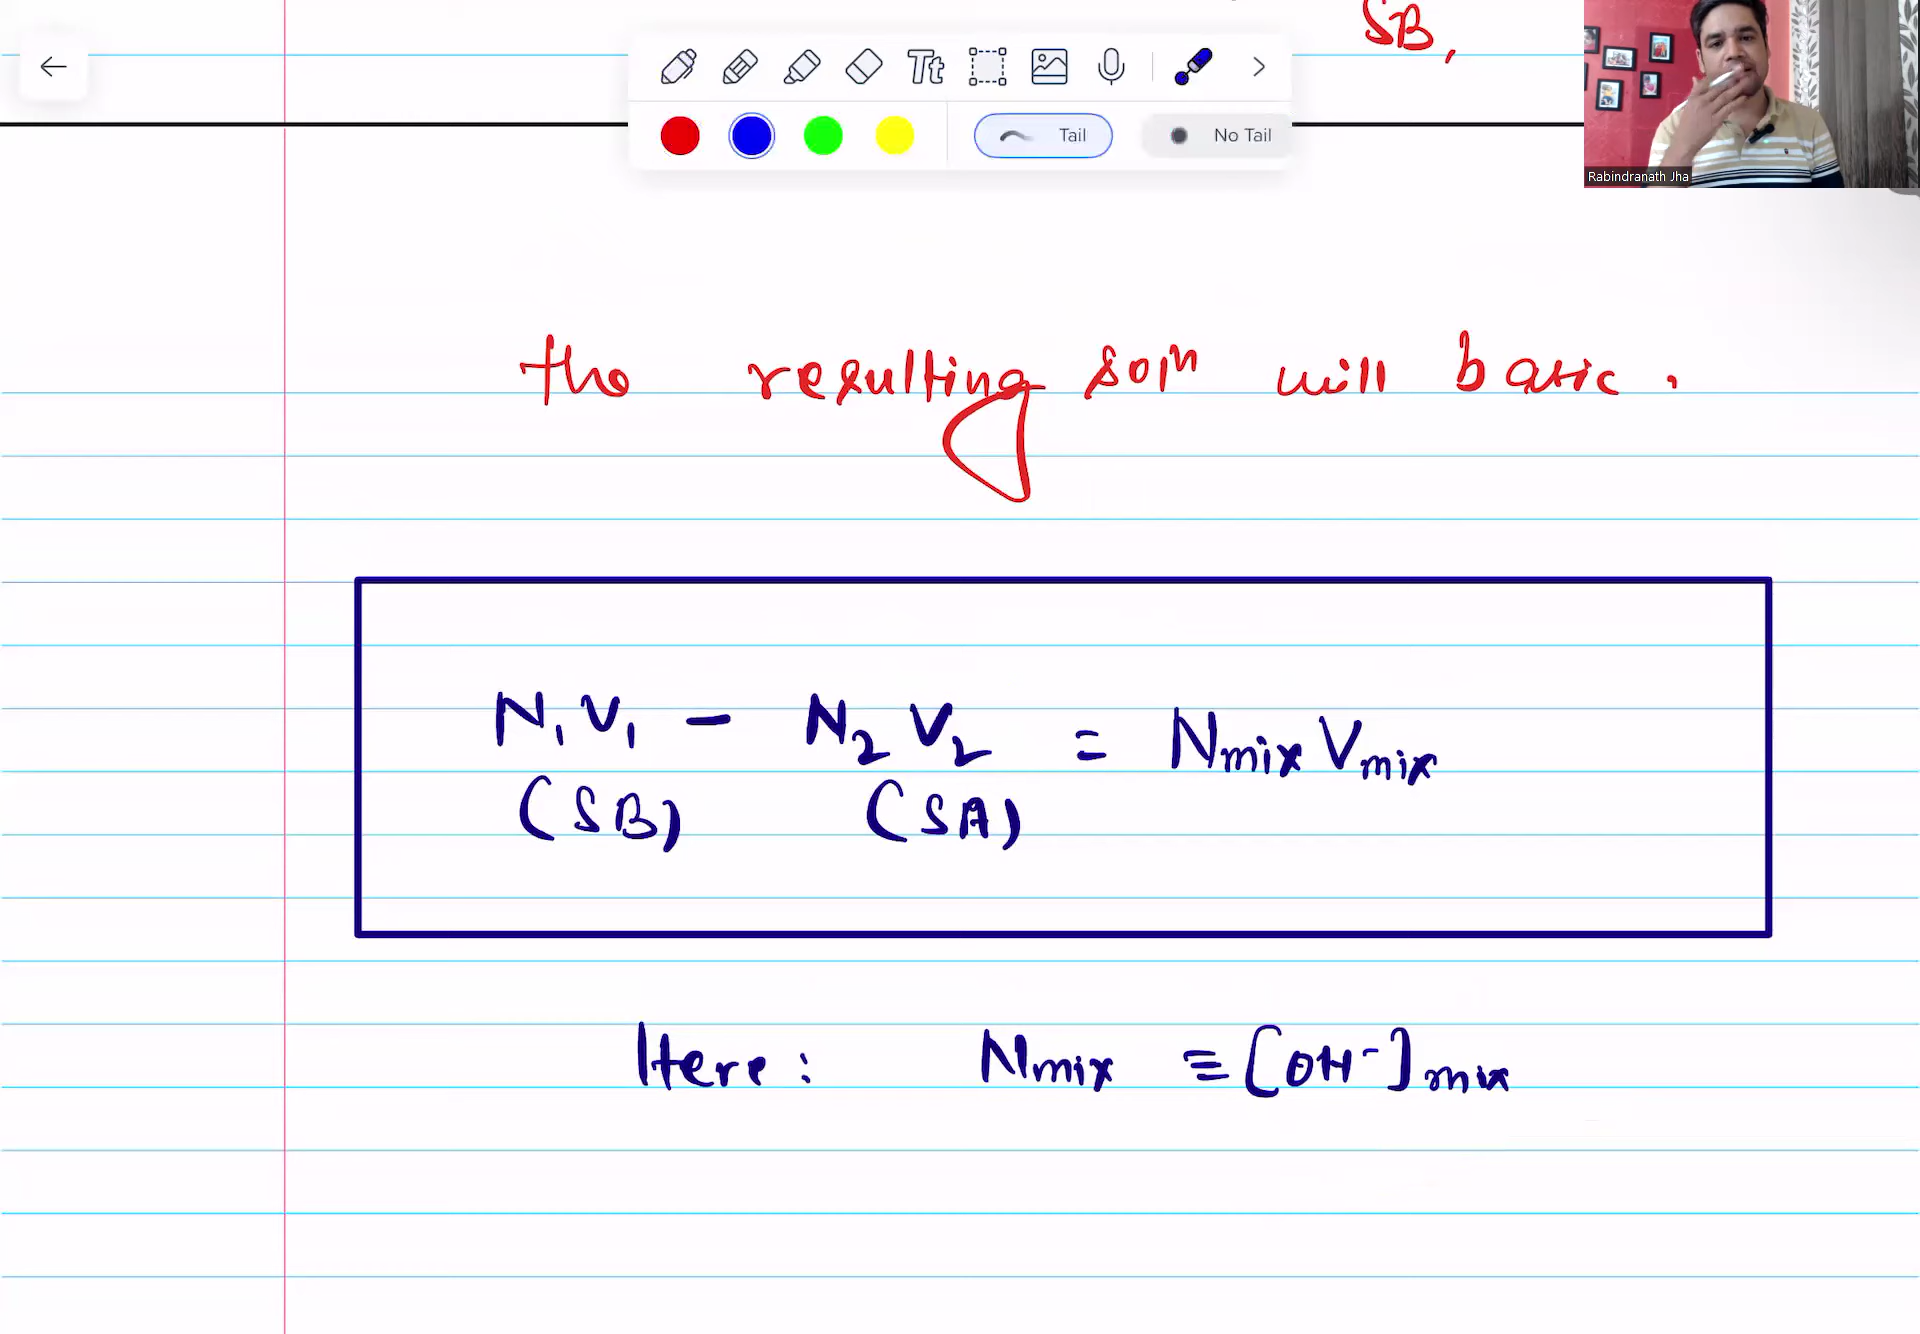 SB,
Tt
Tail
No Tail
Rabindranath Jha
the resulting solⁿ will basic.
N₁V₁ - N₂V₂ = Nmix Vmix
(SB) (SA)
Here: Nmix ≡ [OH⁻]mix